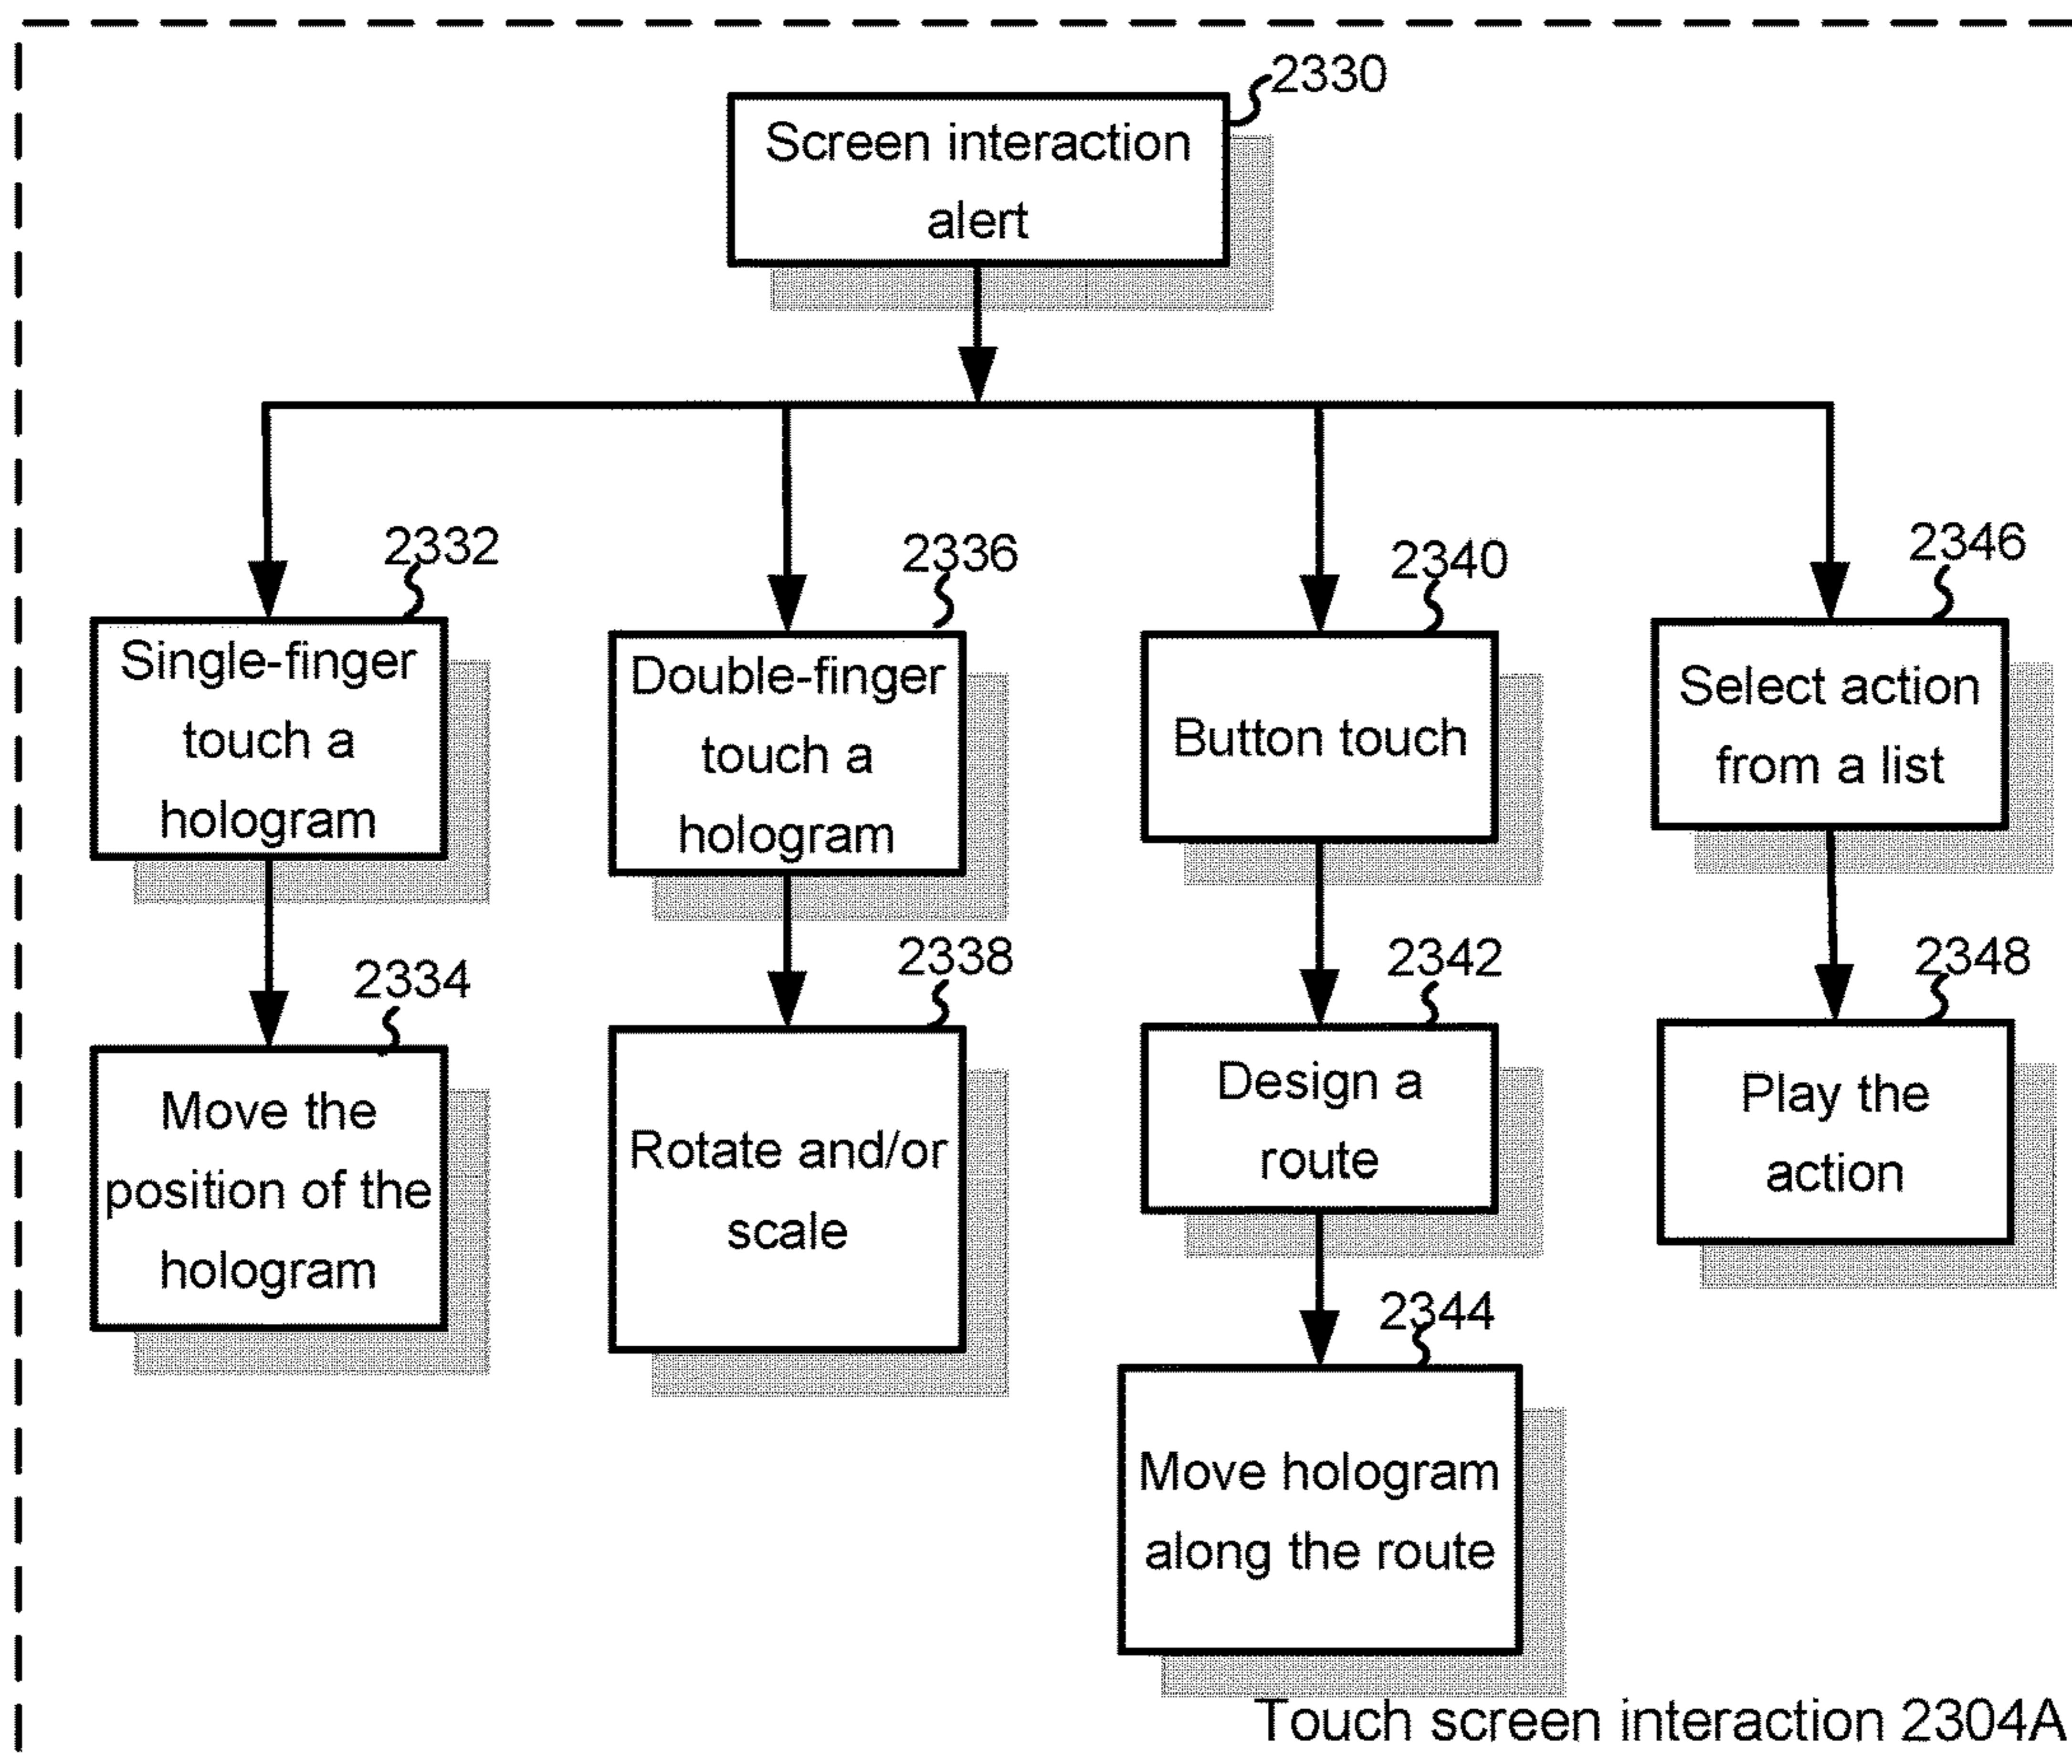 2330
Screen interaction
alert
2332
Single-finger
touch a
hologram
2334
Move the
position of the
hologram
2336
Double-finger
touch a
hologram
2338
Rotate and/or
scale
2340
Button touch
2342
Design a
route
2344
Move hologram
along the route
2346
Select action
from a list
2348
Play the
action
Touch screen interaction 2304A